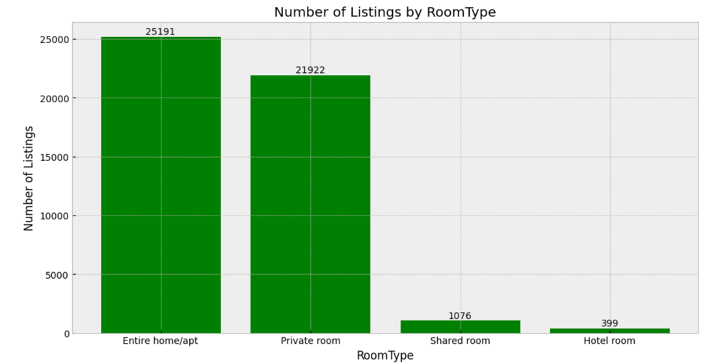 Number of Listings by RoomType
Number of Listings
25000
20000
15000
10000
5000
0
25191
21922
1076
399
Entire home/apt
Private room
Shared room
Hotel room
RoomType